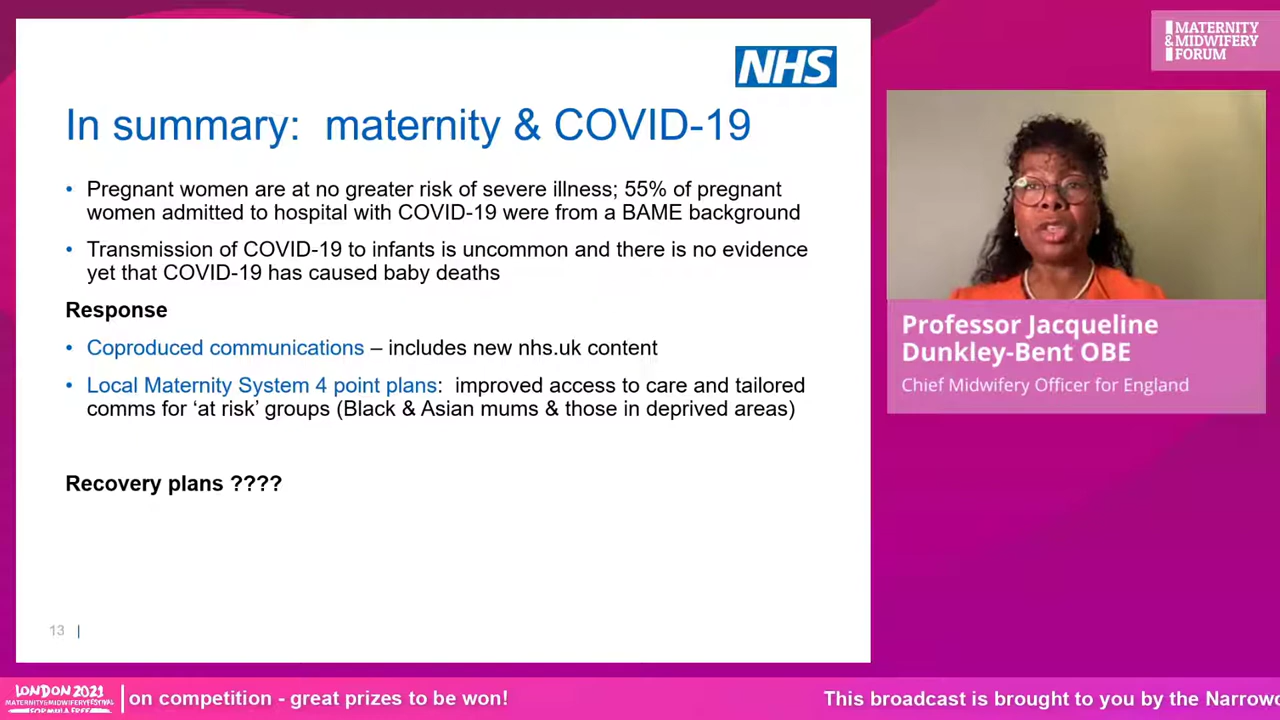 MATERNITY
&MIDWIFERY
FORUM
NHS
In summary:  maternity & COVID-19
• Pregnant women are at no greater risk of severe illness; 55% of pregnant
women admitted to hospital with COVID-19 were from a BAME background
• Transmission of COVID-19 to infants is uncommon and there is no evidence
yet that COVID-19 has caused baby deaths
Response
• Coproduced communications – includes new nhs.uk content
• Local Maternity System 4 point plans:  improved access to care and tailored
comms for ‘at risk’ groups (Black & Asian mums & those in deprived areas)
Recovery plans ????
13 |
Professor Jacqueline
Dunkley-Bent OBE
Chief Midwifery Officer for England
LONDON 2021
MATERNITY&MIDWIFERY FESTIVAL
FORMULA FREE
on competition - great prizes to be won!
This broadcast is brought to you by the Narrowc